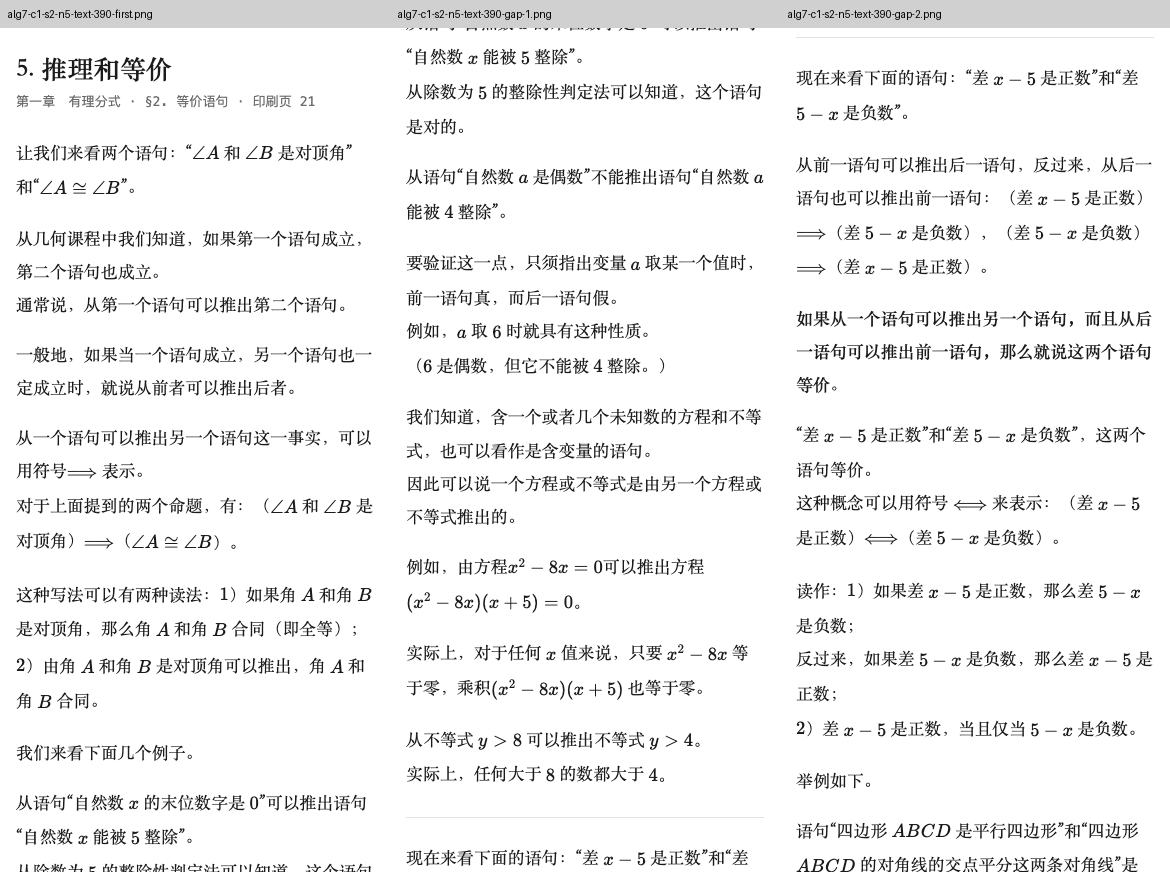 alg7-c1-s2-n5-text-390-first.png
5. 推理和等价
第一章 有理分式 · §2. 等价语句 · 印刷页 21
让我们来看两个语句：“∠A 和 ∠B 是对顶角”
和“∠A ≅ ∠B”。
从几何课程中我们知道，如果第一个语句成立，
第二个语句也成立。
通常说，从第一个语句可以推出第二个语句。
一般地，如果当一个语句成立，另一个语句也一
定成立时，就说从前者可以推出后者。
从一个语句可以推出另一个语句这一事实，可以
用符号⟹ 表示。
对于上面提到的两个命题，有：（∠A 和 ∠B 是
对顶角）⟹（∠A ≅ ∠B）。
这种写法可以有两种读法：1）如果角 A 和角 B
是对顶角，那么角 A 和角 B 合同（即全等）；
2）由角 A 和角 B 是对顶角可以推出，角 A 和
角 B 合同。
我们来看下面几个例子。
从语句“自然数 x 的末位数字是 0”可以推出语句
“自然数 x 能被 5 整除”。
从除数为 5 的整除性判定法可以知道，这个语句
alg7-c1-s2-n5-text-390-gap-1.png
“自然数 x 能被 5 整除”。
从除数为 5 的整除性判定法可以知道，这个语句
是对的。
从语句“自然数 a 是偶数”不能推出语句“自然数 a
能被 4 整除”。
要验证这一点，只须指出变量 a 取某一个值时，
前一语句真，而后一语句假。
例如，a 取 6 时就具有这种性质。
（6 是偶数，但它不能被 4 整除。）
我们知道，含一个或者几个未知数的方程和不等
式，也可以看作是含变量的语句。
因此可以说一个方程或不等式是由另一个方程或
不等式推出的。
例如，由方程x² − 8x = 0可以推出方程
(x² − 8x)(x + 5) = 0。
实际上，对于任何 x 值来说，只要 x² − 8x 等
于零，乘积(x² − 8x)(x + 5) 也等于零。
从不等式 y > 8 可以推出不等式 y > 4。
实际上，任何大于 8 的数都大于 4。
现在来看下面的语句：“差 x − 5 是正数”和“差
alg7-c1-s2-n5-text-390-gap-2.png
现在来看下面的语句：“差 x − 5 是正数”和“差
5 − x 是负数”。
从前一语句可以推出后一语句，反过来，从后一
语句也可以推出前一语句：（差 x − 5 是正数）
⟹（差 5 − x 是负数），（差 5 − x 是负数）
⟹（差 x − 5 是正数）。
如果从一个语句可以推出另一个语句，而且从后
一语句可以推出前一语句，那么就说这两个语句
等价。
“差 x − 5 是正数”和“差 5 − x 是负数”，这两个
语句等价。
这种概念可以用符号 ⟺ 来表示：（差 x − 5
是正数）⟺（差 5 − x 是负数）。
读作：1）如果差 x − 5 是正数，那么差 5 − x
是负数；
反过来，如果差 5 − x 是负数，那么差 x − 5 是
正数；
2）差 x − 5 是正数，当且仅当 5 − x 是负数。
举例如下。
语句“四边形 ABCD 是平行四边形”和“四边形
ABCD 的对角线的交点平分这两条对角线”是